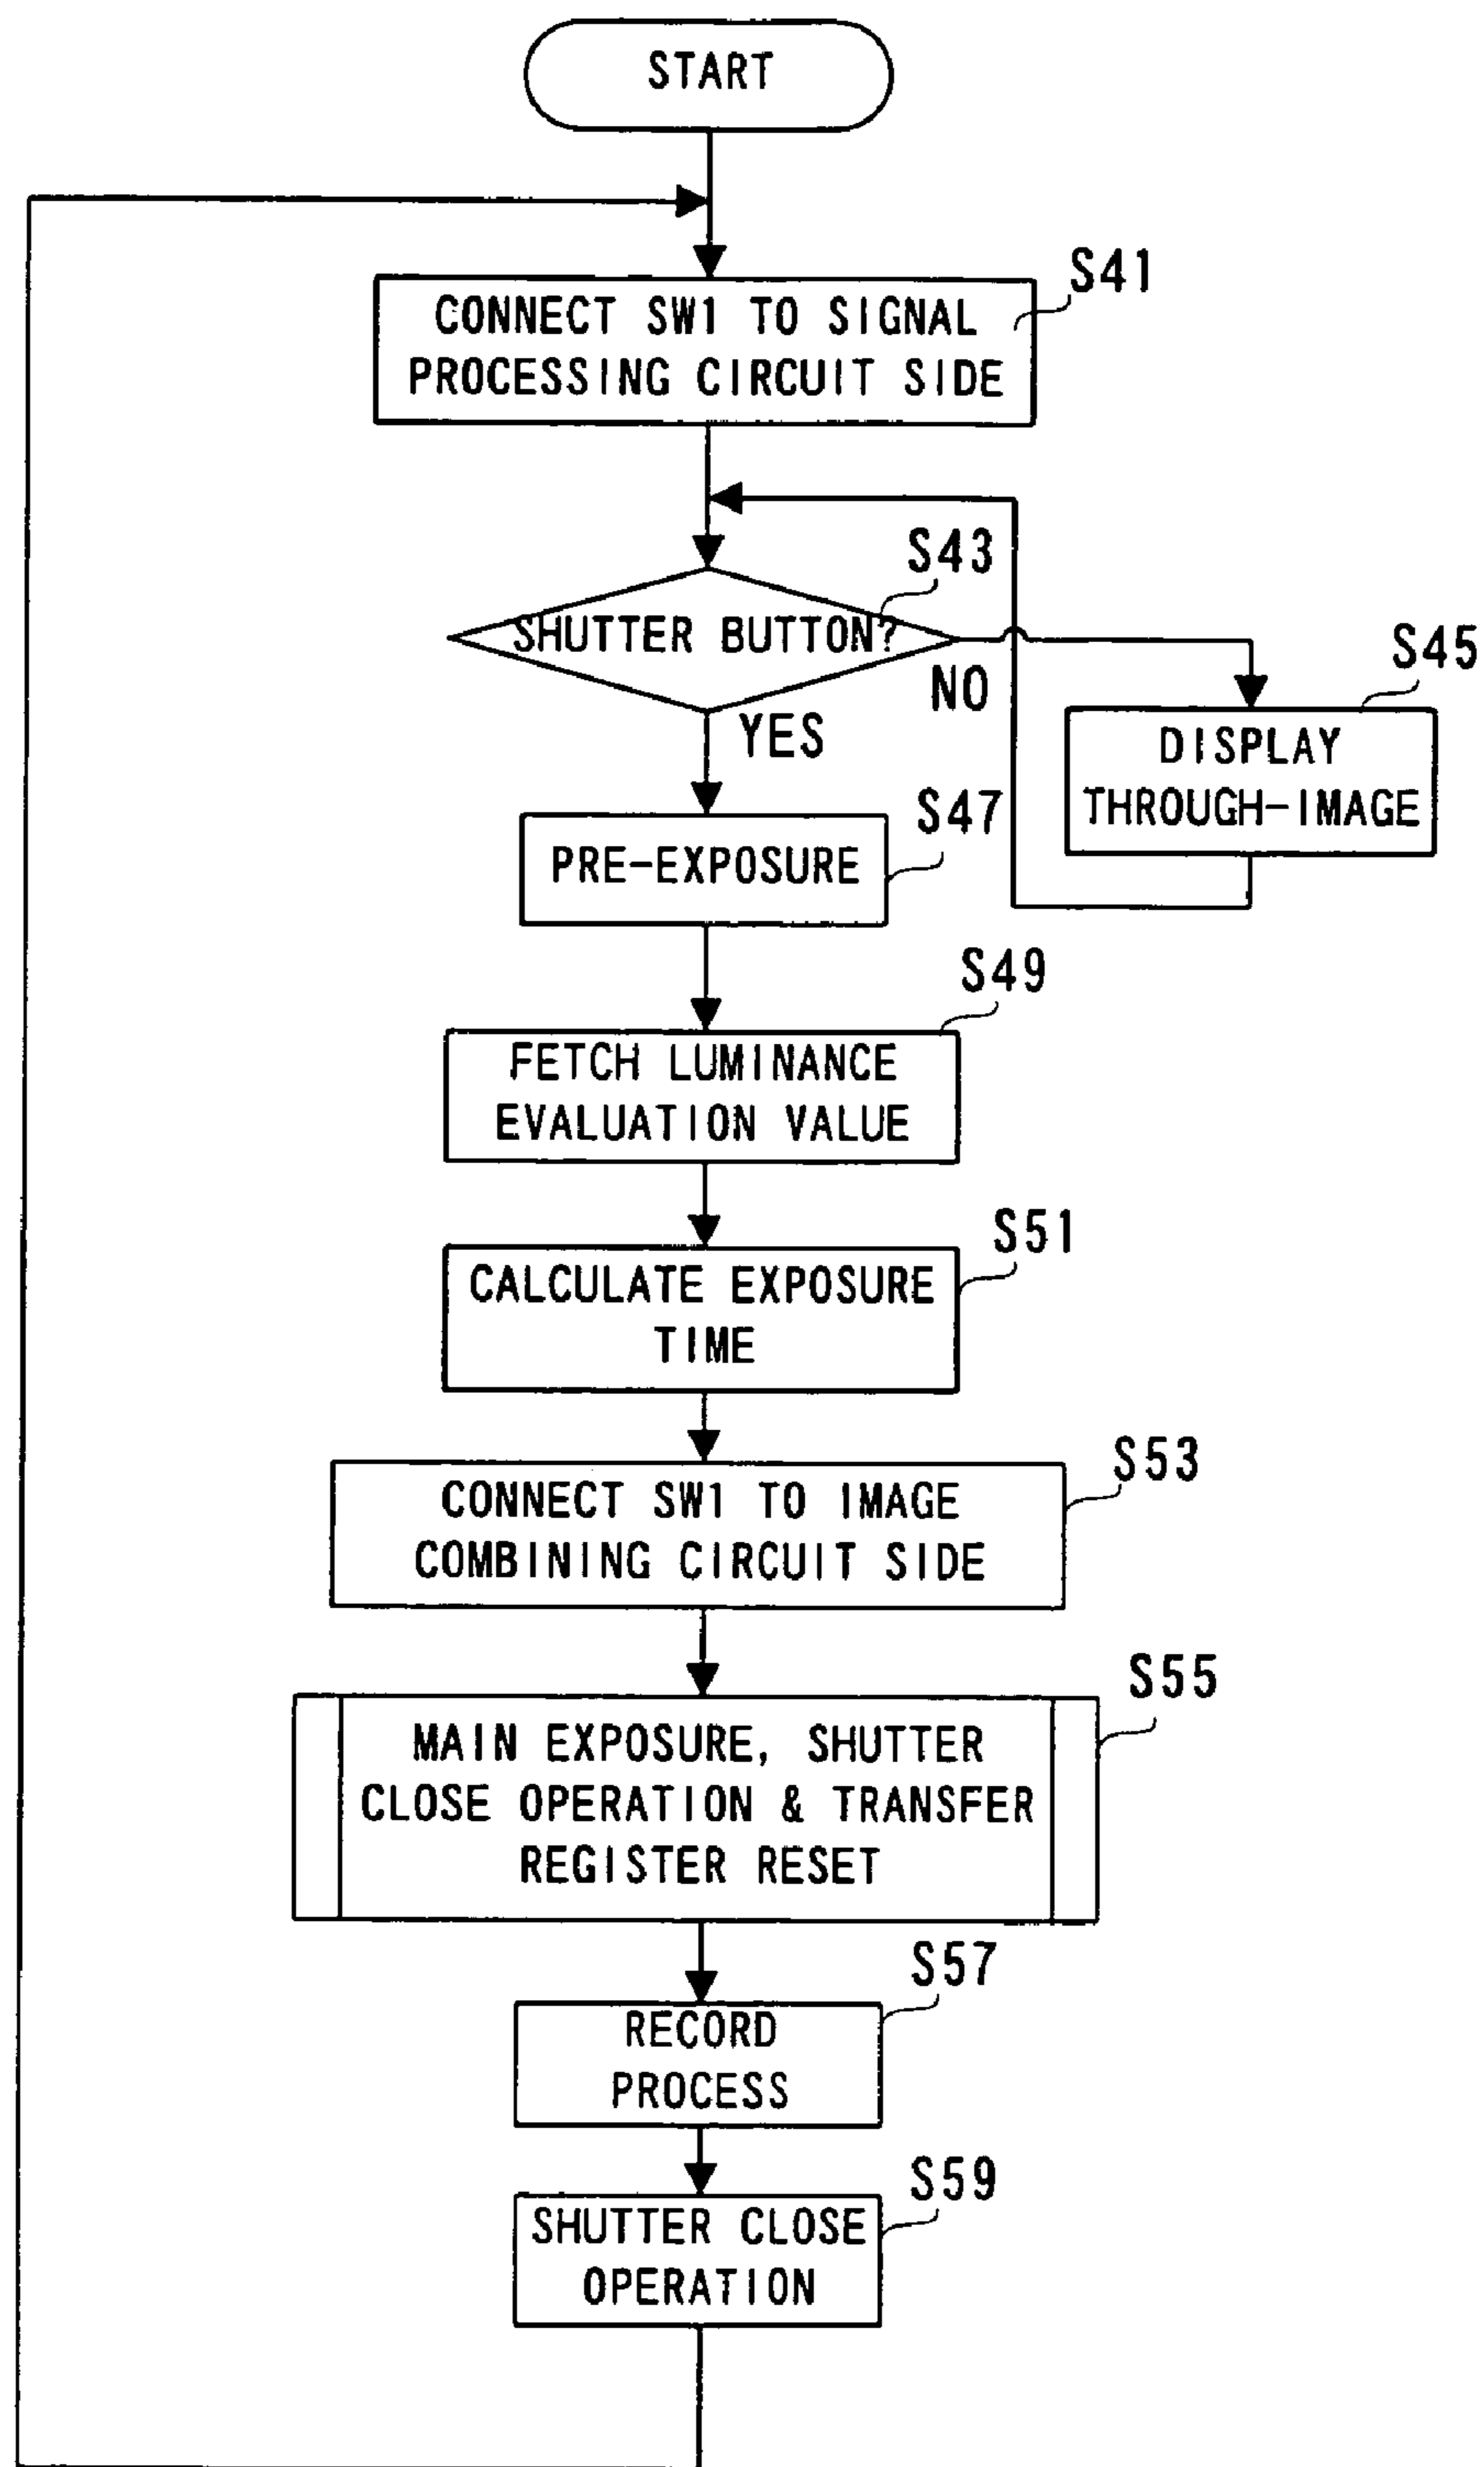 START
S41
CONNECT SW1 TO SIGNAL
PROCESSING CIRCUIT SIDE
S43
SHUTTER BUTTON?
NO
YES
S45
DISPLAY
THROUGH-IMAGE
S47
PRE-EXPOSURE
S49
FETCH LUMINANCE
EVALUATION VALUE
S51
CALCULATE EXPOSURE
TIME
S53
CONNECT SW1 TO IMAGE
COMBINING CIRCUIT SIDE
S55
MAIN EXPOSURE, SHUTTER
CLOSE OPERATION & TRANSFER
REGISTER RESET
S57
RECORD
PROCESS
S59
SHUTTER CLOSE
OPERATION